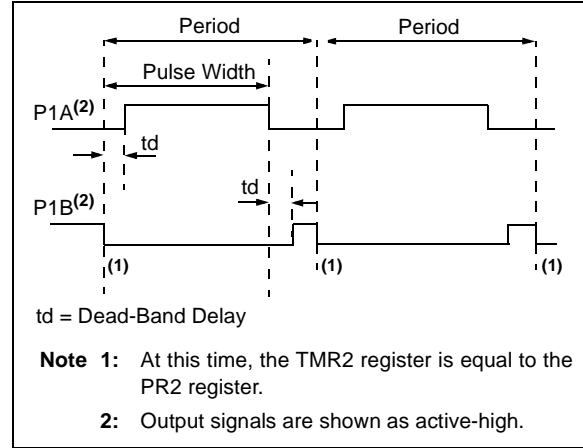 Period Period
Pulse Width
P1A(2)
td
td
P1B(2)
(1) (1) (1)
td = Dead-Band Delay
Note 1: At this time, the TMR2 register is equal to the
PR2 register.
2: Output signals are shown as active-high.